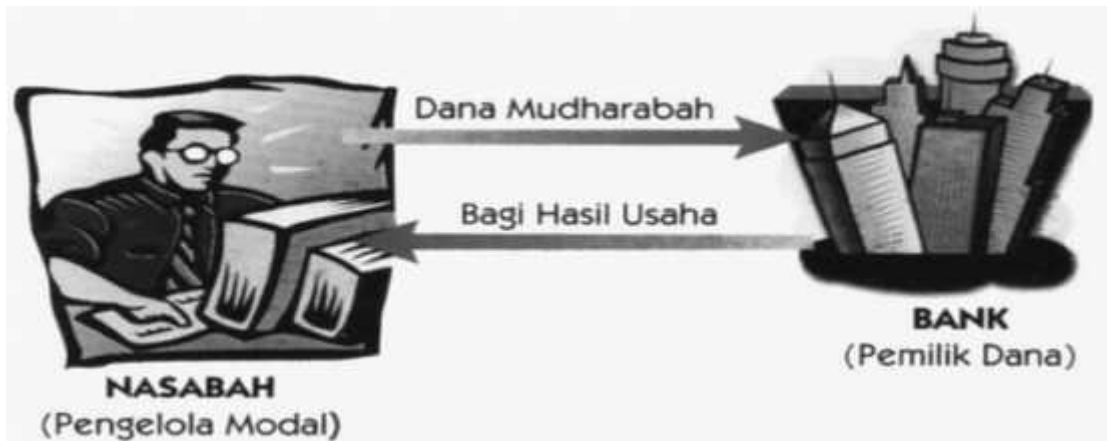 Dana Mudharabah
Bagi Hasil Usaha
NASABAH
(Pengelola Modal)
BANK
(Pemilik Dana)